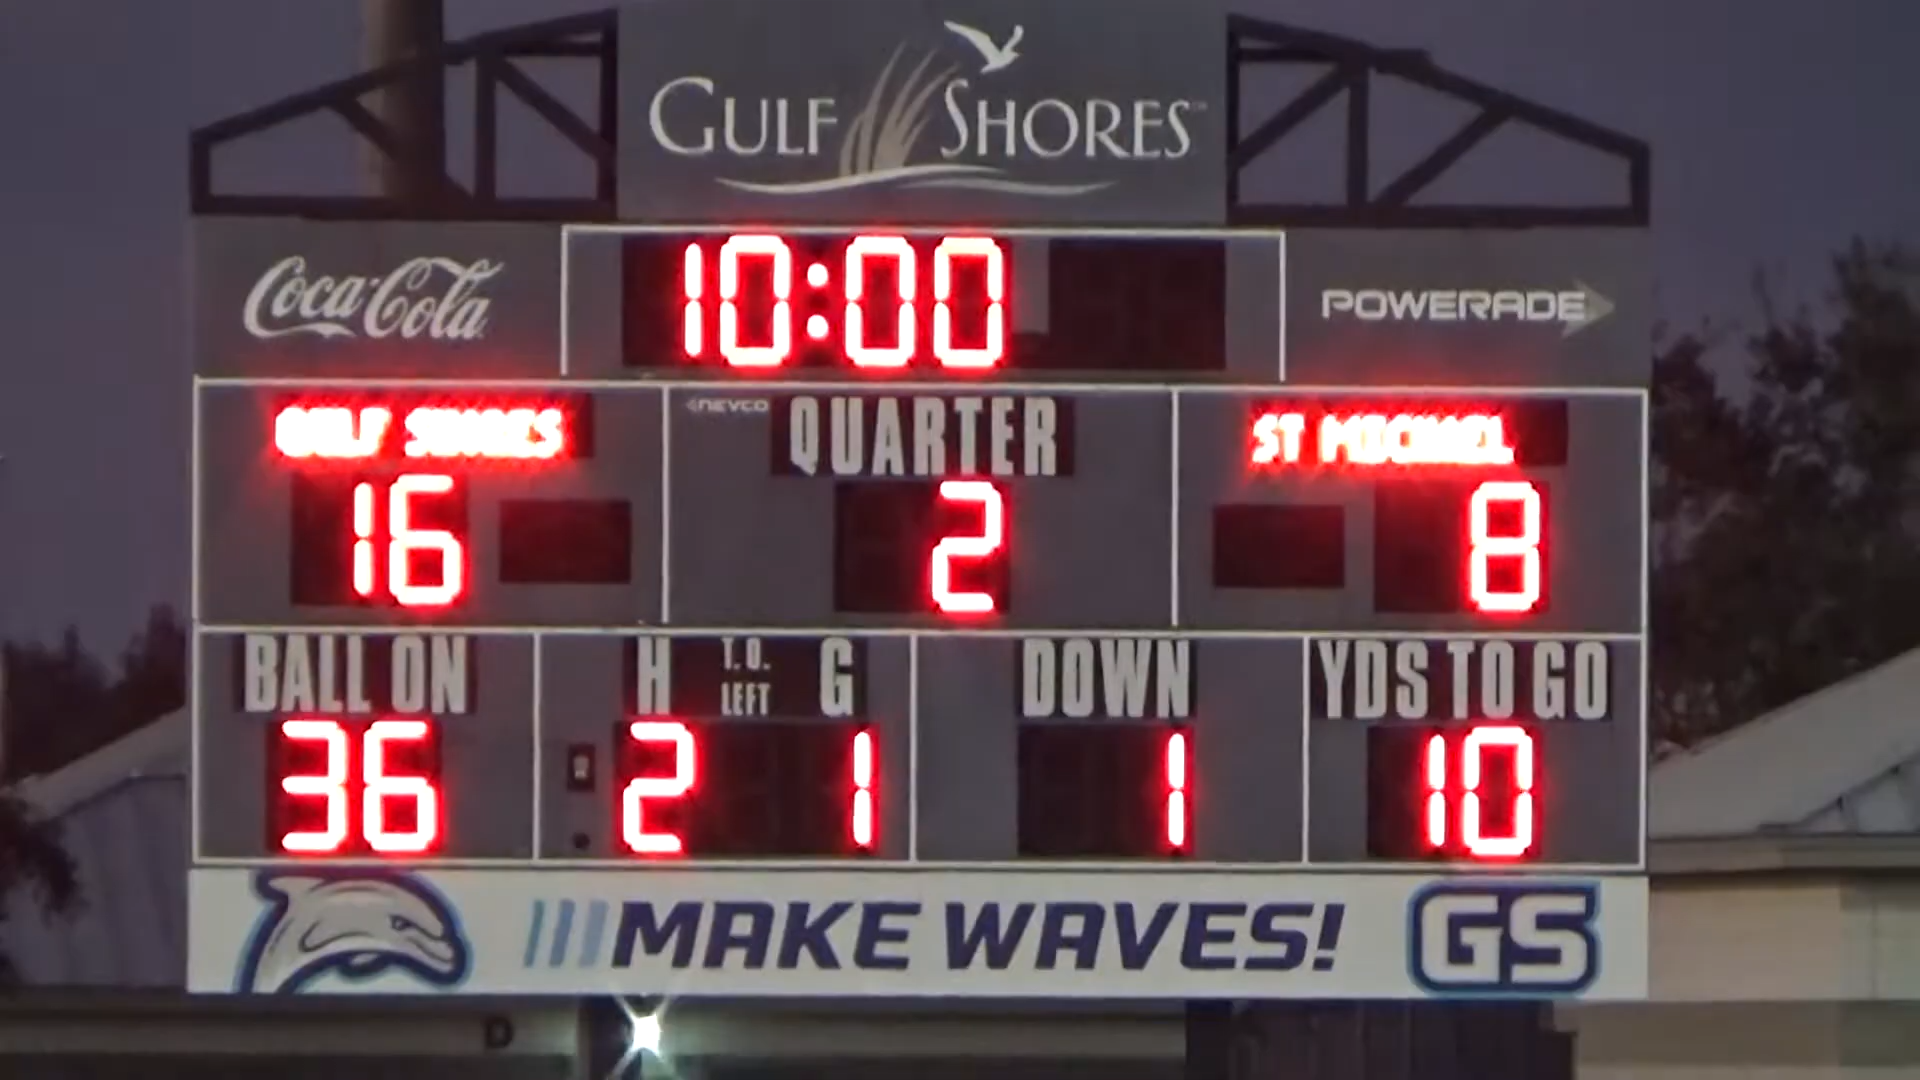 GULF SHORES
Coca-Cola
10:00
POWERADE
GULF SHORES
NEVCO
QUARTER
ST MICHAEL
16
2
8
BALL ON
H
T.O.
LEFT
G
DOWN
YDS TO GO
36
2
1
1
10
MAKE WAVES!
GS
D